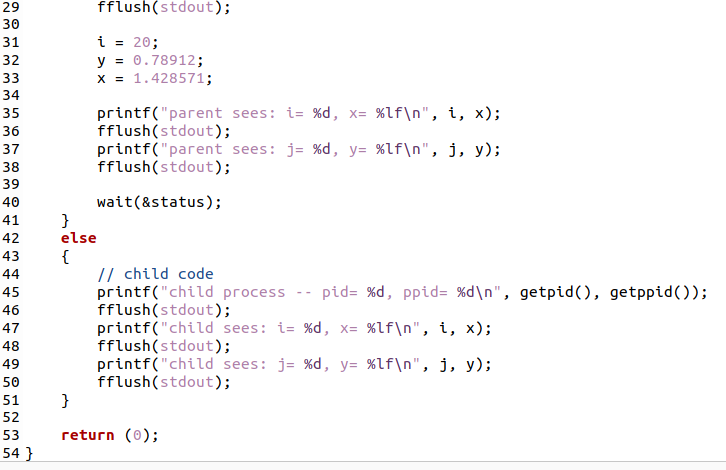 29         fflush(stdout);
30
31         i = 20;
32         y = 0.78912;
33         x = 1.428571;
34
35         printf("parent sees: i= %d, x= %lf\n", i, x);
36         fflush(stdout);
37         printf("parent sees: j= %d, y= %lf\n", j, y);
38         fflush(stdout);
39
40         wait(&status);
41     }
42     else
43     {
44         // child code
45         printf("child process -- pid= %d, ppid= %d\n", getpid(), getppid());
46         fflush(stdout);
47         printf("child sees: i= %d, x= %lf\n", i, x);
48         fflush(stdout);
49         printf("child sees: j= %d, y= %lf\n", j, y);
50         fflush(stdout);
51     }
52
53     return (0);
54 }